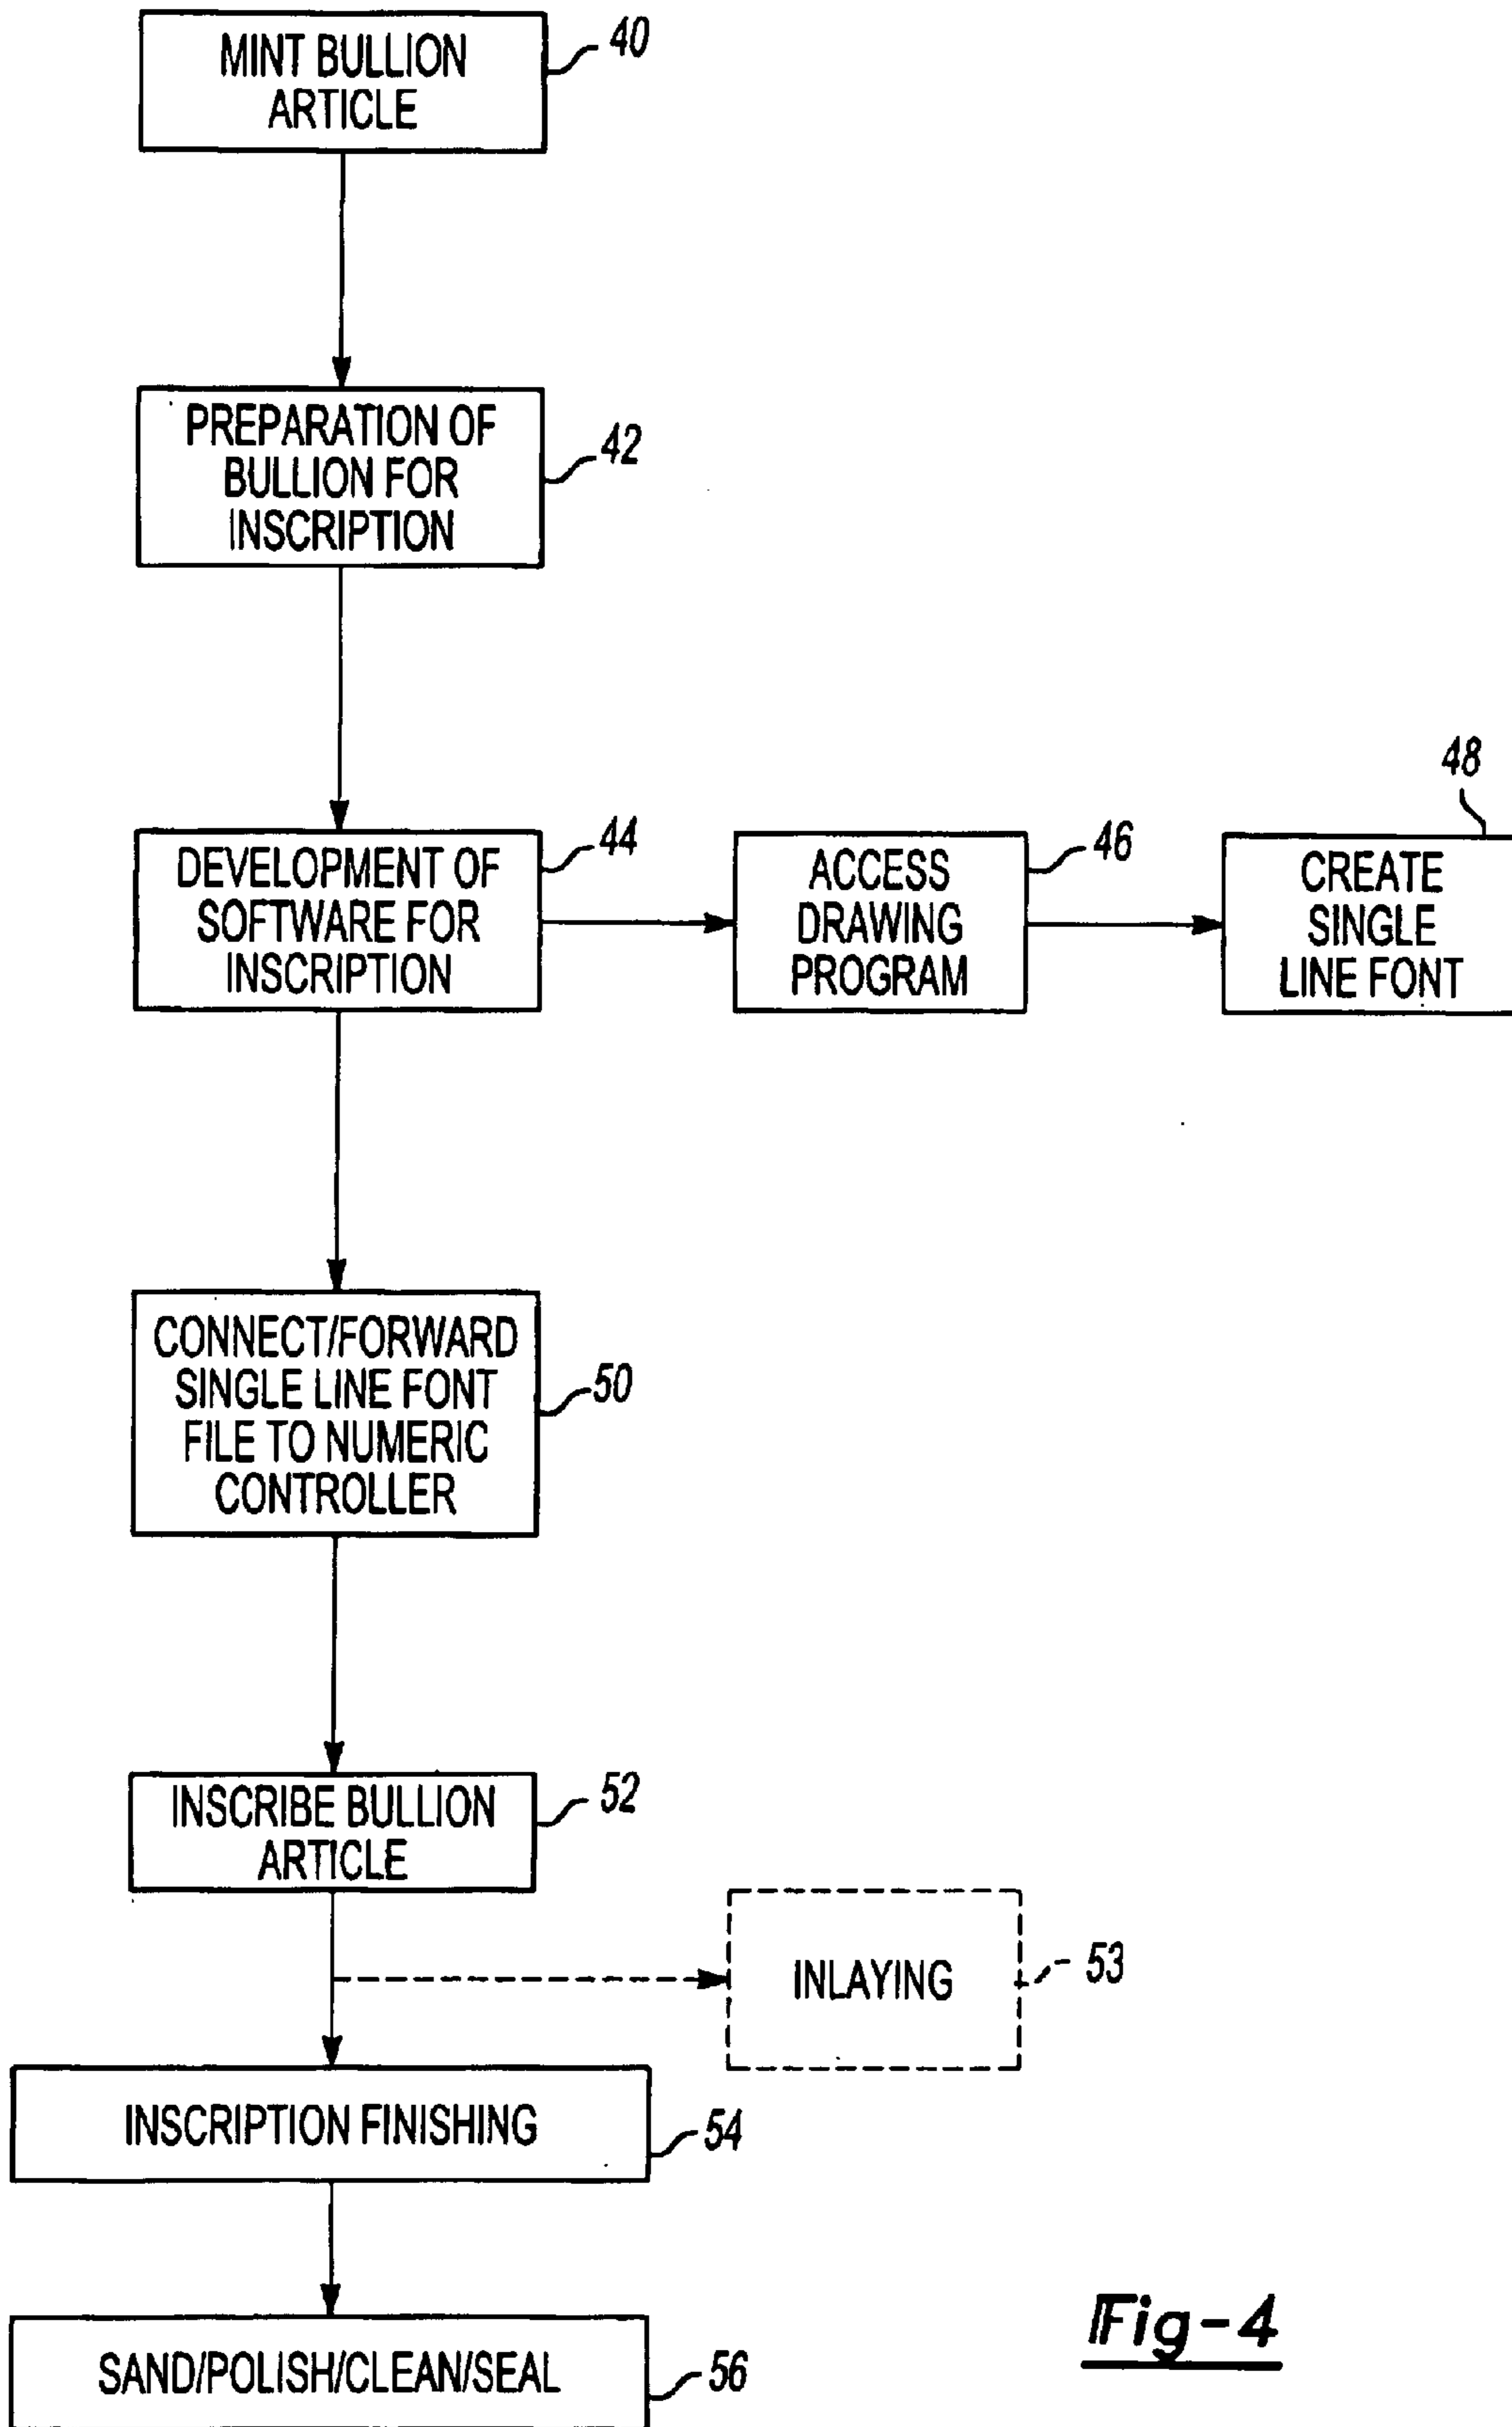 MINT BULLION
ARTICLE
40
PREPARATION OF
BULLION FOR
INSCRIPTION
42
DEVELOPMENT OF
SOFTWARE FOR
INSCRIPTION
44
ACCESS
DRAWING
PROGRAM
46
CREATE
SINGLE
LINE FONT
48
CONNECT/FORWARD
SINGLE LINE FONT
FILE TO NUMERIC
CONTROLLER
50
INSCRIBE BULLION
ARTICLE
52
INLAYING
53
INSCRIPTION FINISHING
54
SAND/POLISH/CLEAN/SEAL
56
Fig-4